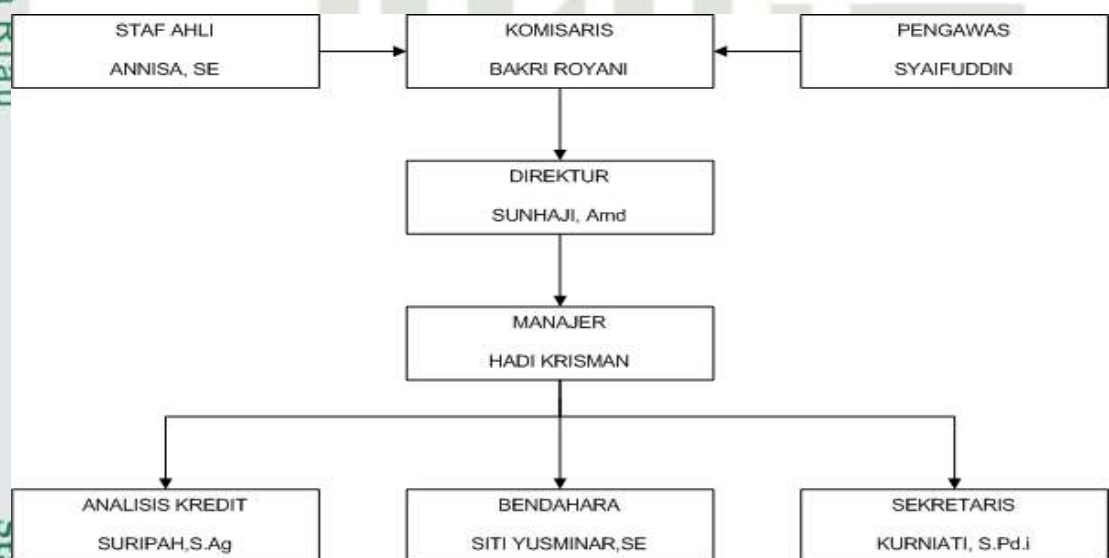 STAF AHLI
ANNISA, SE
KOMISARIS
BAKRI ROYANI
PENGAWAS
SYAIFUDDIN
DIREKTUR
SUNHAJI, Amd
MANAJER
HADI KRISMAN
ANALISIS KREDIT
SURIPAH,S.Ag
BENDAHARA
SITI YUSMINAR,SE
SEKRETARIS
KURNIATI, S.Pd.i
Riau